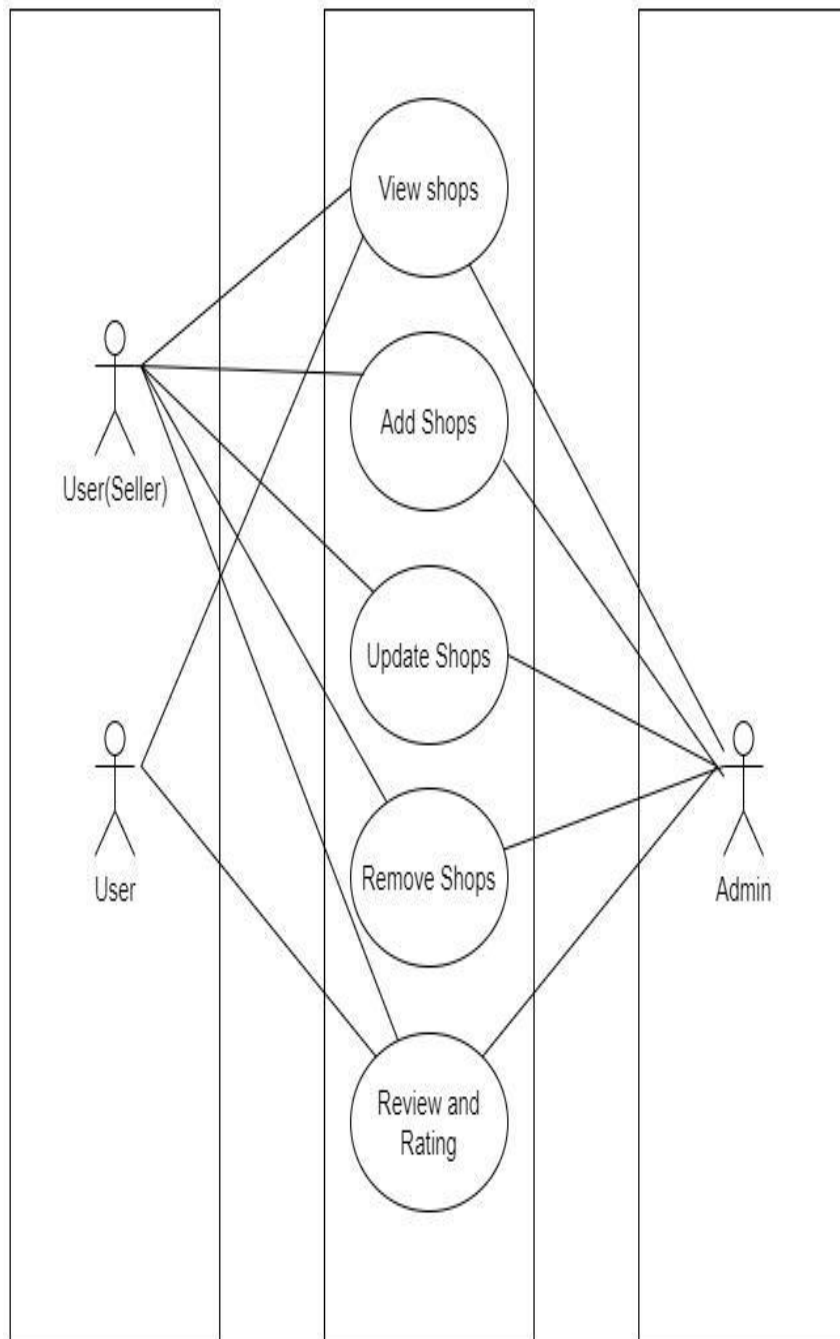 View shops
Add Shops
User(Seller)
Update Shops
Remove Shops
User
Admin
Review and
Rating